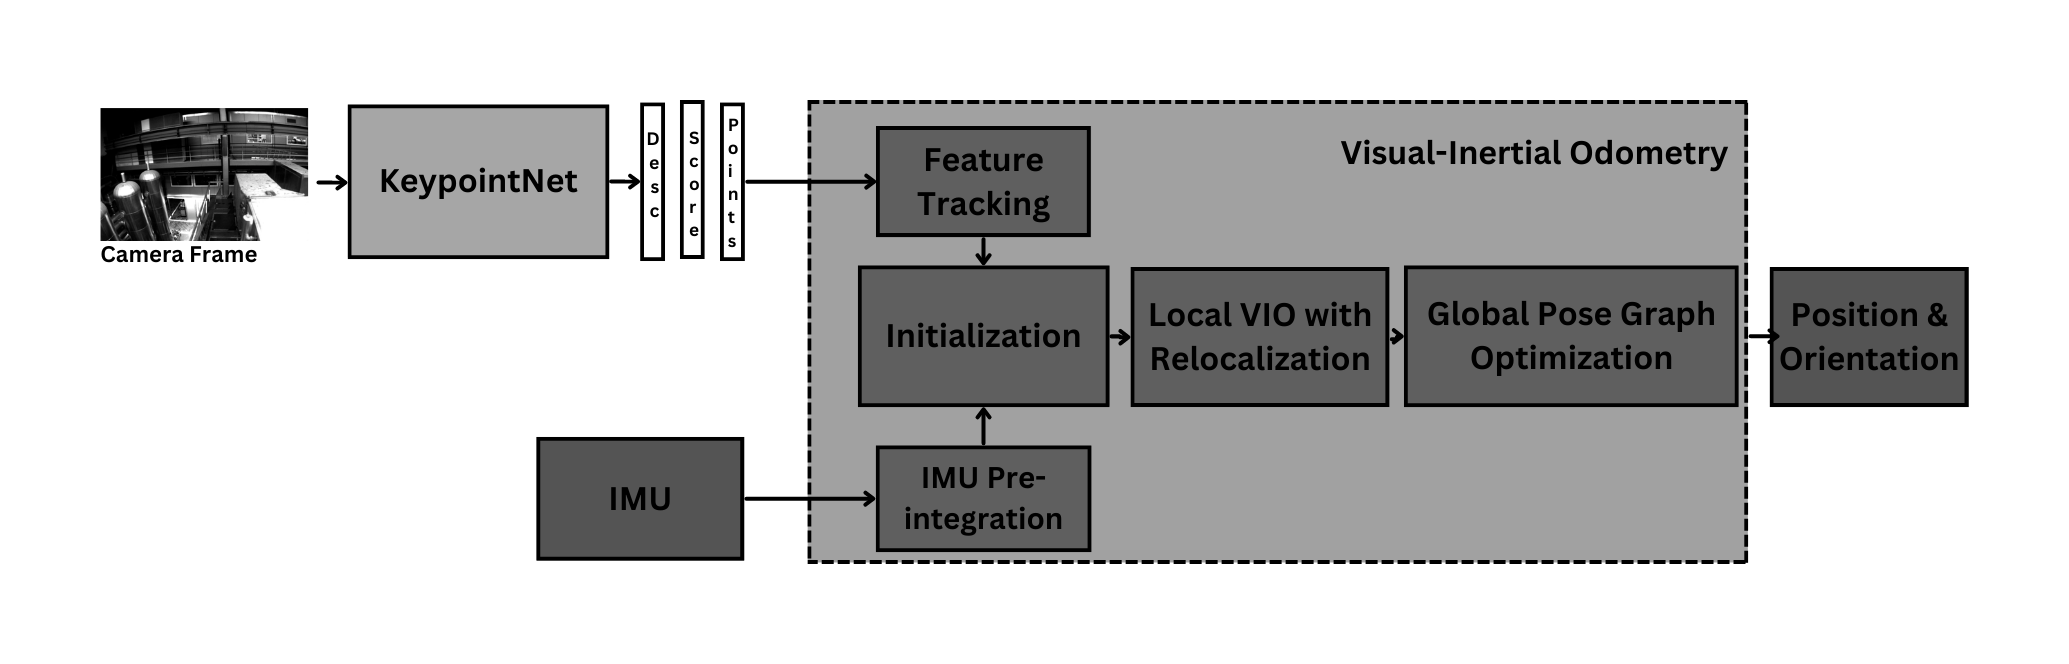 Camera Frame
KeypointNet
Desc
Score
Points
Visual-Inertial Odometry
Feature
Tracking
Initialization
Local VIO with
Relocalization
Global Pose Graph
Optimization
Position &
Orientation
IMU
IMU Pre-
integration